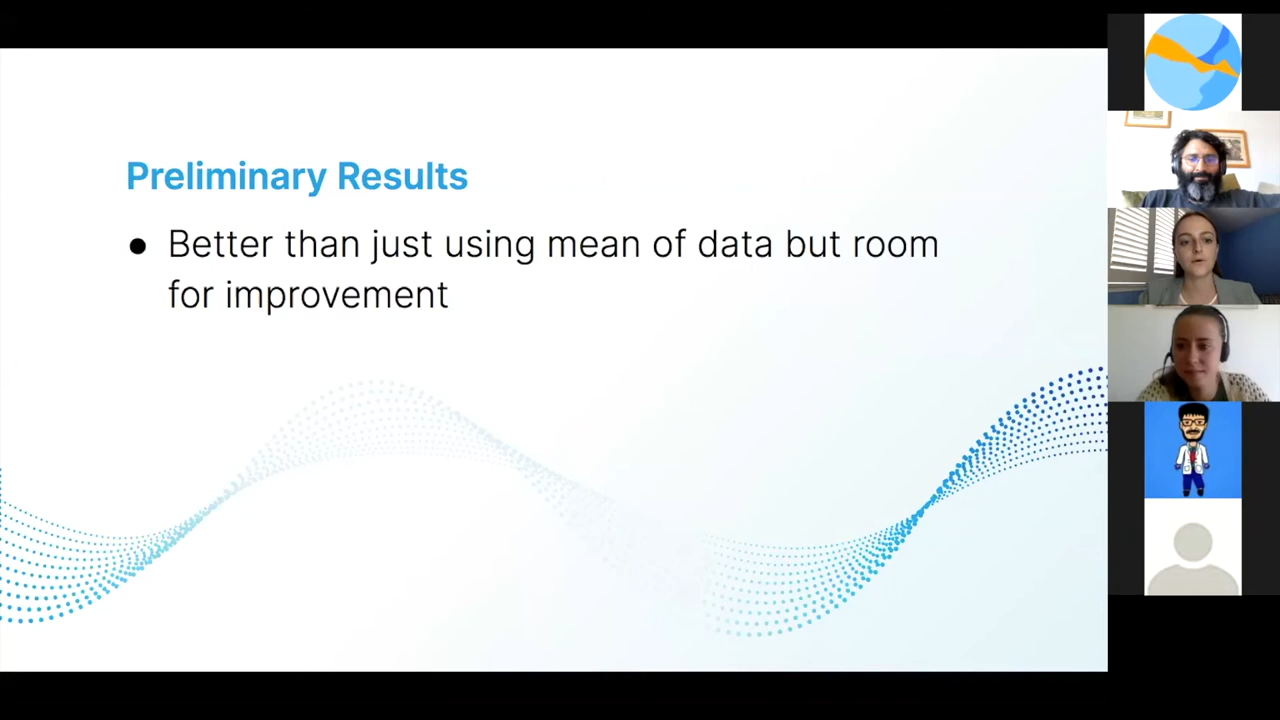 Preliminary Results
● Better than just using mean of data but room
for improvement